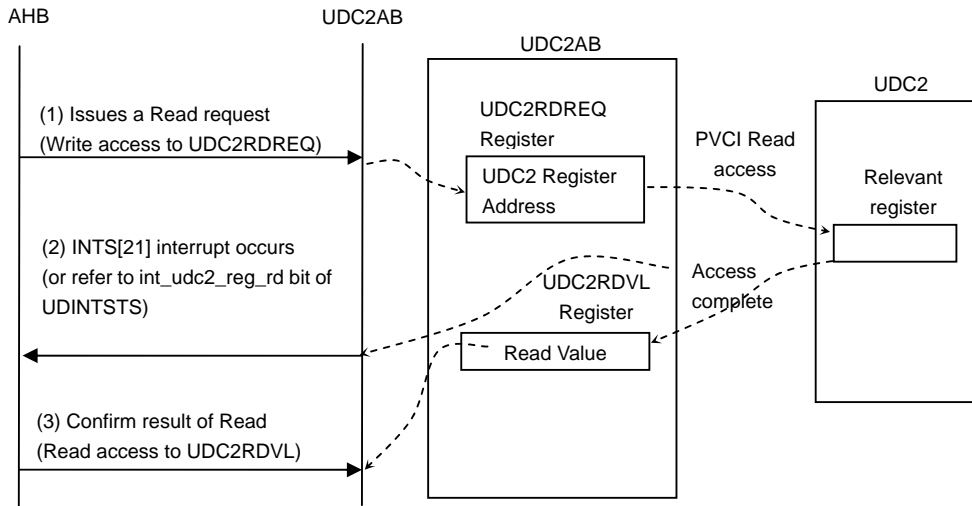 AHB
UDC2AB
UDC2AB
UDC2
(1) Issues a Read request
(Write access to UDC2RDREQ)
UDC2RDREQ
Register
UDC2 Register
Address
PVCI Read
access
Relevant
register
(2) INTS[21] interrupt occurs
(or refer to int_udc2_reg_rd bit of
UDINTSTS)
UDC2RDVL
Register
Access
complete
Read Value
(3) Confirm result of Read
(Read access to UDC2RDVL)